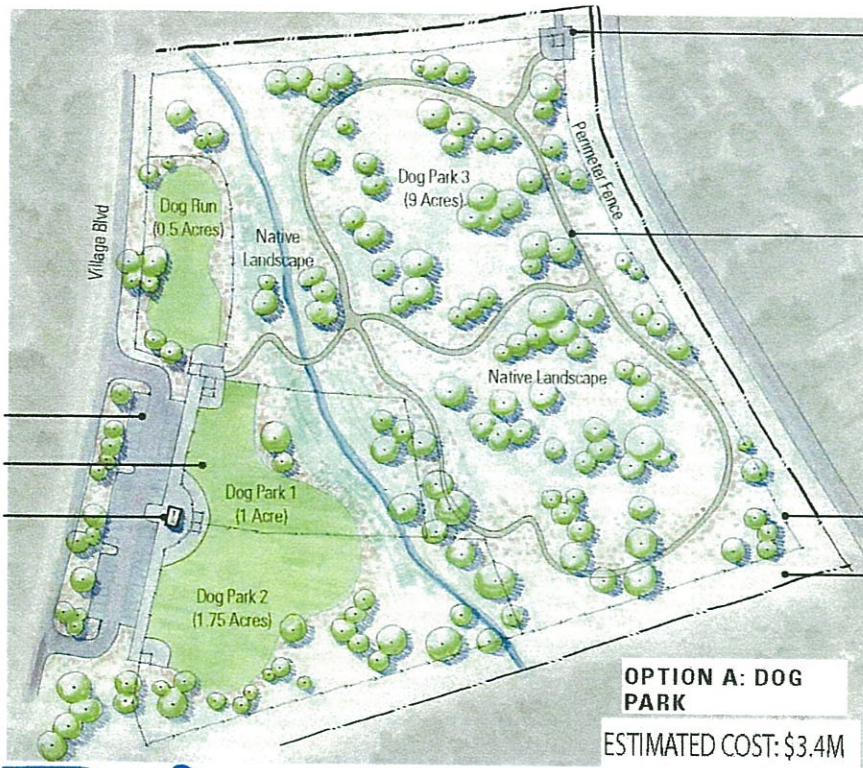 Perimeter Fence
Dog Park 3
(9 Acres)
Dog Run
(0.5 Acres)
Village Blvd
Native
Landscape
Native Landscape
Dog Park 1
(1 Acre)
Dog Park 2
(1.75 Acres)
OPTION A: DOG
PARK
ESTIMATED COST: $3.4M